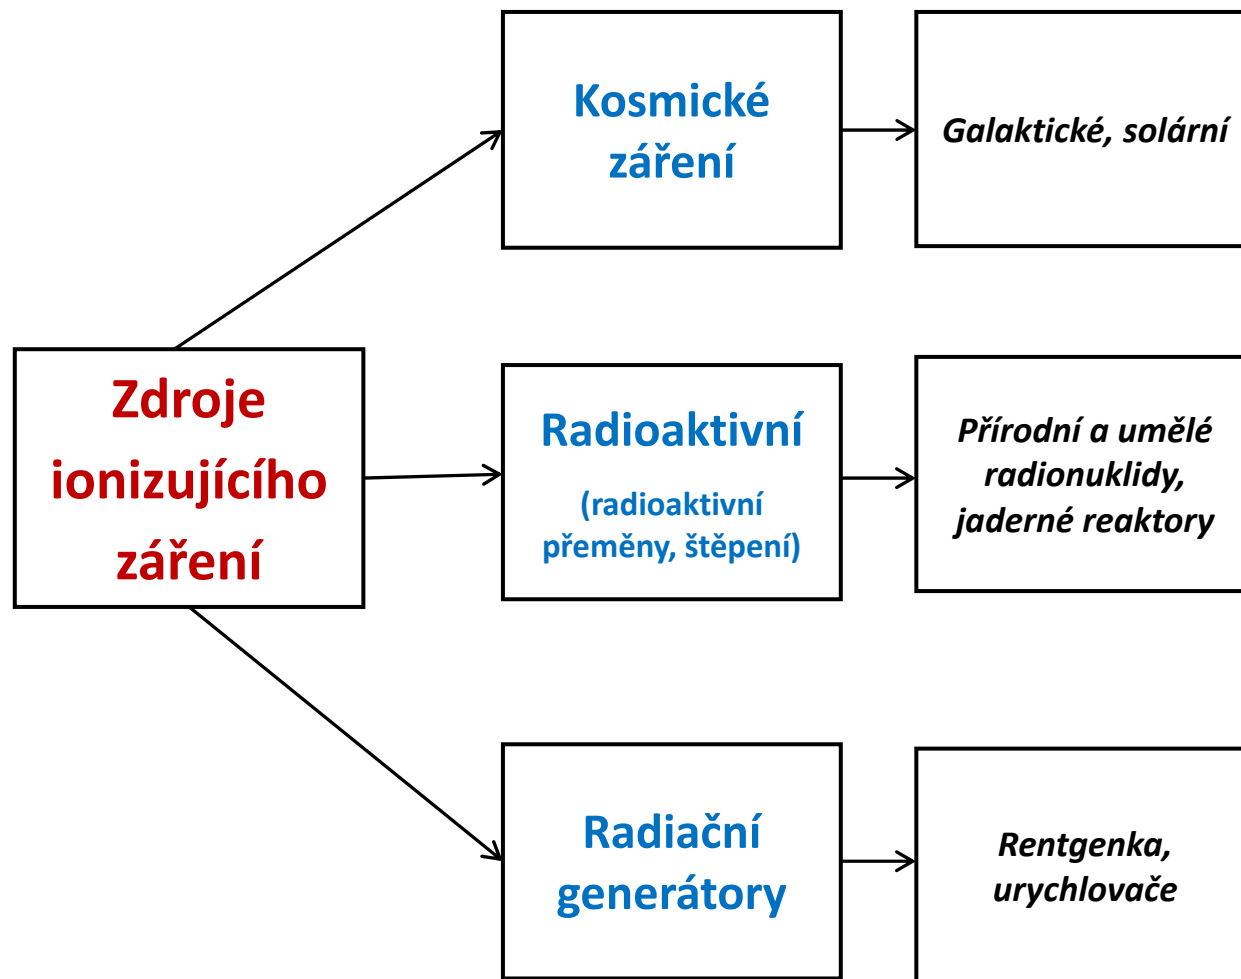 Kosmické
záření
Galaktické, solární
Zdroje
ionizujícího
záření
Radioaktivní
(radioaktivní
přeměny, štěpení)
Přírodní a umělé
radionuklidy,
jaderné reaktory
Radiační
generátory
Rentgenka,
urychlovače